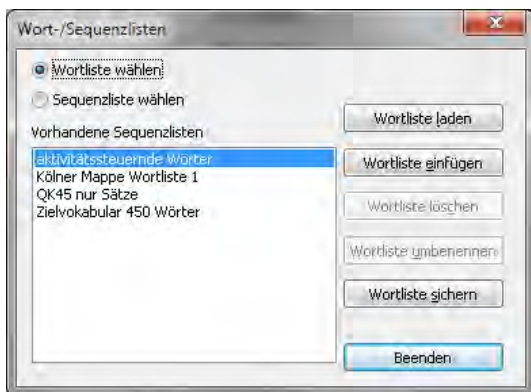 Wort-/Sequenzlisten
Wortliste wählen
Sequenzliste wählen
Vorhandene Sequenzlisten
aktivitätssteuernde Wörter
Kölner Mappe Wortliste 1
QK45 nur Sätze
Zielvokabular 450 Wörter
Wortliste laden
Wortliste einfügen
Wortliste löschen
Wortliste umbenennen
Wortliste sichern
Beenden